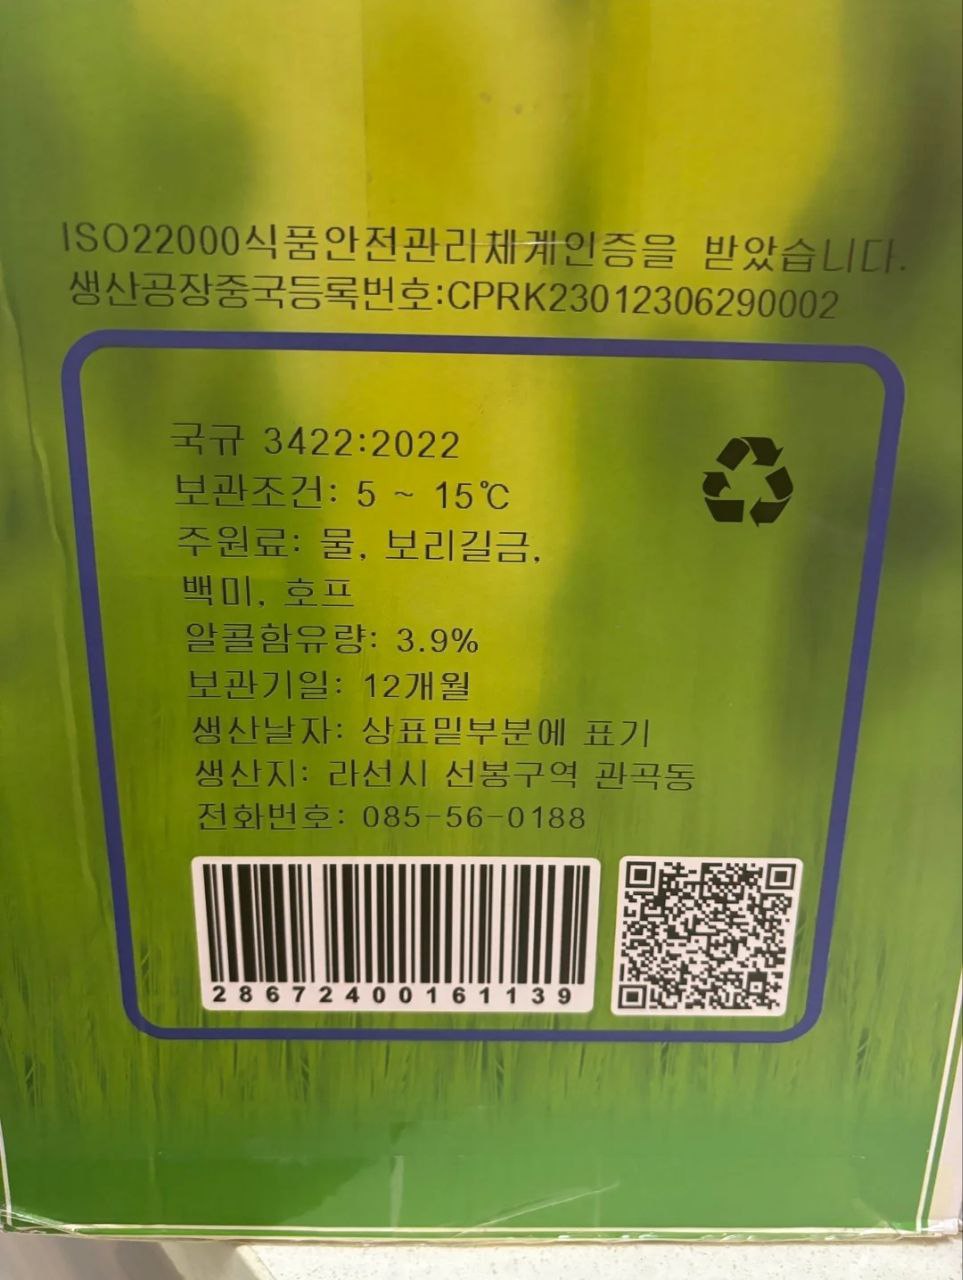 ISO22000식품안전관리체계인증을 받았습니다.
생산공장중국등록번호:CPRK23012306290002
국규 3422:2022
보관조건: 5 ~ 15℃
주원료: 물, 보리길금,
백미, 호프
알콜함유량: 3.9%
보관기일: 12개월
생산날자: 상표밑부분에 표기
생산지: 라선시 선봉구역 관곡동
전화번호: 085-56-0188
28672400161139